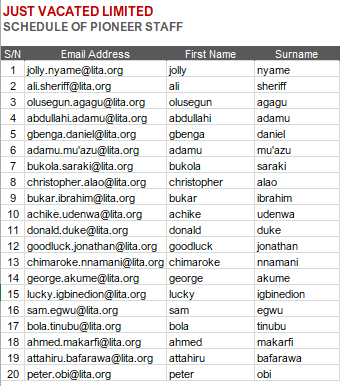 JUST VACATED LIMITED
SCHEDULE OF PIONEER STAFF
S/N Email Address First Name Surname
1 jolly.nyame@lita.org jolly nyame
2 ali.sheriff@lita.org ali sheriff
3 olusegun.agagu@lita.org olusegun agagu
4 abdullahi.adamu@lita.org abdullahi adamu
5 gbenga.daniel@lita.org gbenga daniel
6 adamu.mu'azu@lita.org adamu mu'azu
7 bukola.saraki@lita.org bukola saraki
8 christopher.alao@lita.org christopher alao
9 bukar.ibrahim@lita.org bukar ibrahim
10 achike.udenwa@lita.org achike udenwa
11 donald.duke@lita.org donald duke
12 goodluck.jonathan@lita.org goodluck jonathan
13 chimaroke.nnamani@lita.org chimaroke nnamani
14 george.akume@lita.org george akume
15 lucky.igbinedion@lita.org lucky igbinedion
16 sam.egwu@lita.org sam egwu
17 bola.tinubu@lita.org bola tinubu
18 ahmed.makarfi@lita.org ahmed makarfi
19 attahiru.bafarawa@lita.org attahiru bafarawa
20 peter.obi@lita.org peter obi